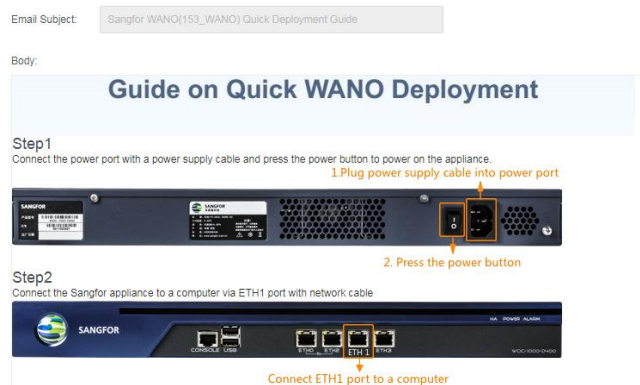 Email Subject:
Sangfor WANO(153_WANO) Quick Deployment Guide
Body:
Guide on Quick WANO Deployment
Step1
Connect the power port with a power supply cable and press the power button to power on the appliance.
1.Plug power supply cable into power port
SANGFOR
SANGFOR
2. Press the power button
Step2
Connect the Sangfor appliance to a computer via ETH1 port with network cable
HA POWER ALARM
SANGFOR
CONSOLE USB
ETH0 ETH2 ETH 1 ETH3
WOC-1000-D400
Connect ETH1 port to a computer